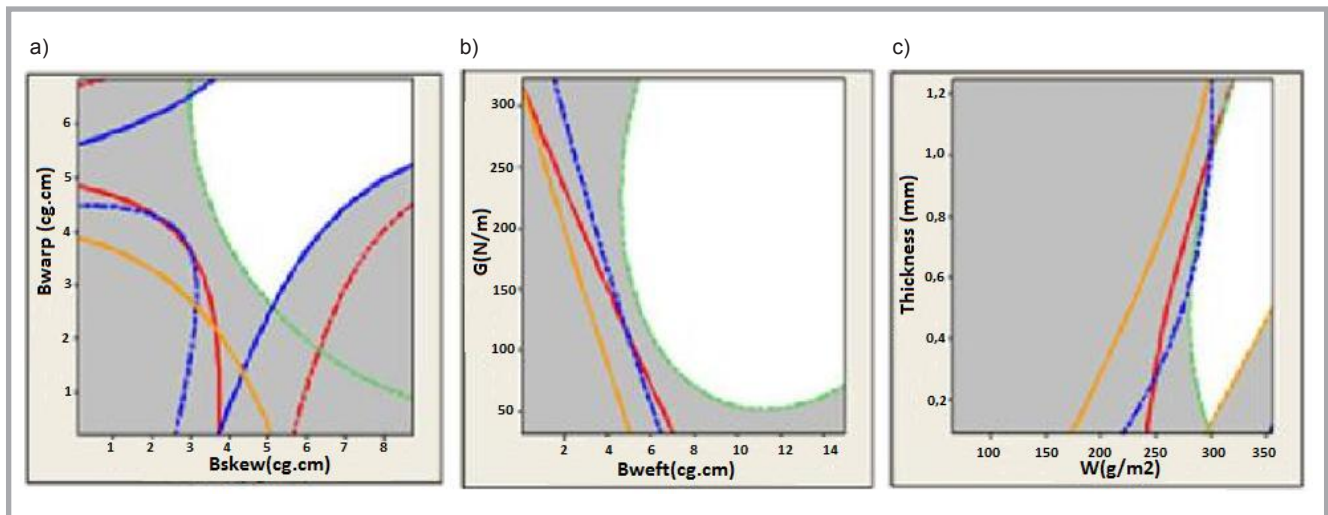 a)
6
5
4
3
2
1
Bwarp (cg.cm)
1 2 3 4 5 6 7 8
Bskew(cg.cm)
b)
300
250
200
150
100
50
G(N/m)
2 4 6 8 10 12 14
Bweft(cg.cm)
c)
1,2
1,0
0,8
0,6
0,4
0,2
Thickness (mm)
100 150 200 250 300 350
W(g/m2)